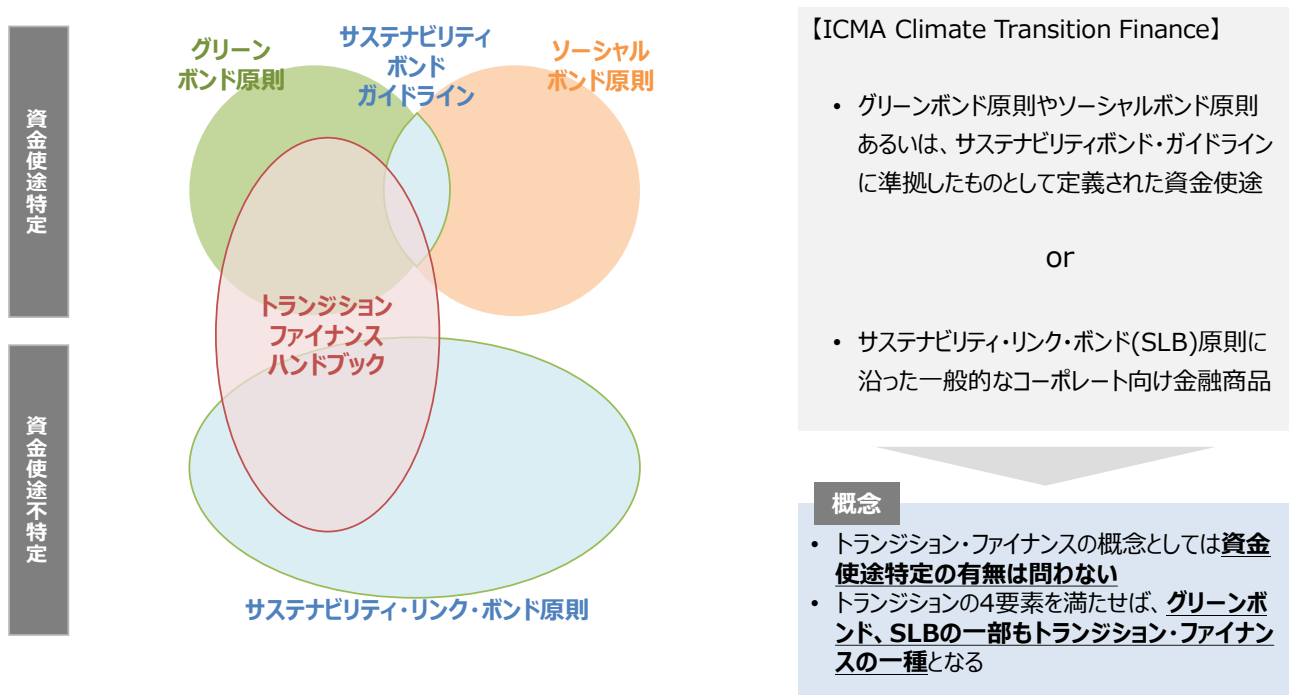 資金使途特定
資金使途不特定
グリーン
ボンド原則
サステナビリティ
ボンド
ガイドライン
ソーシャル
ボンド原則
トランジション
ファイナンス
ハンドブック
サステナビリティ・リンク・ボンド原則
【ICMA Climate Transition Finance】
• グリーンボンド原則やソーシャルボンド原則
あるいは、サステナビリティボンド・ガイドライン
に準拠したものとして定義された資金使途
or
• サステナビリティ・リンク・ボンド(SLB)原則に
沿った一般的なコーポレート向け金融商品
概念
• トランジション・ファイナンスの概念としては資金
使途特定の有無は問わない
• トランジションの4要素を満たせば、グリーンボ
ンド、SLBの一部もトランジション・ファイナン
スの一種となる